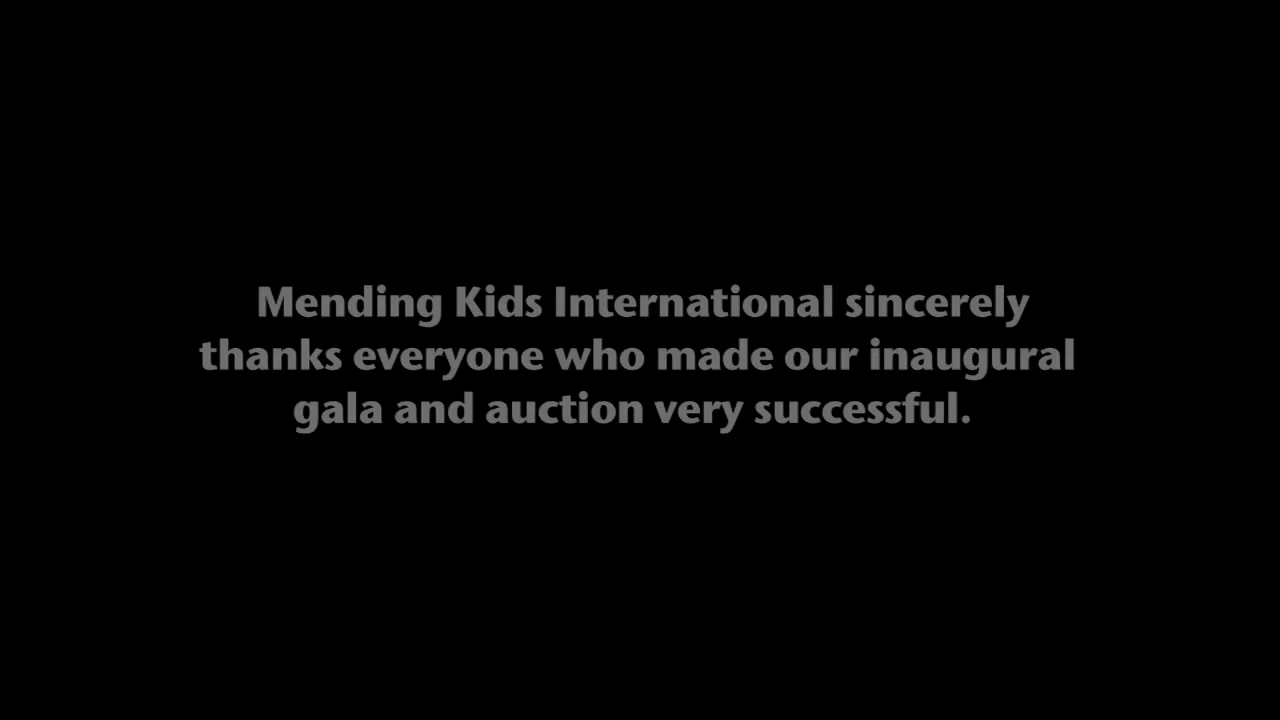 Mending Kids International sincerely
thanks everyone who made our inaugural
gala and auction very successful.